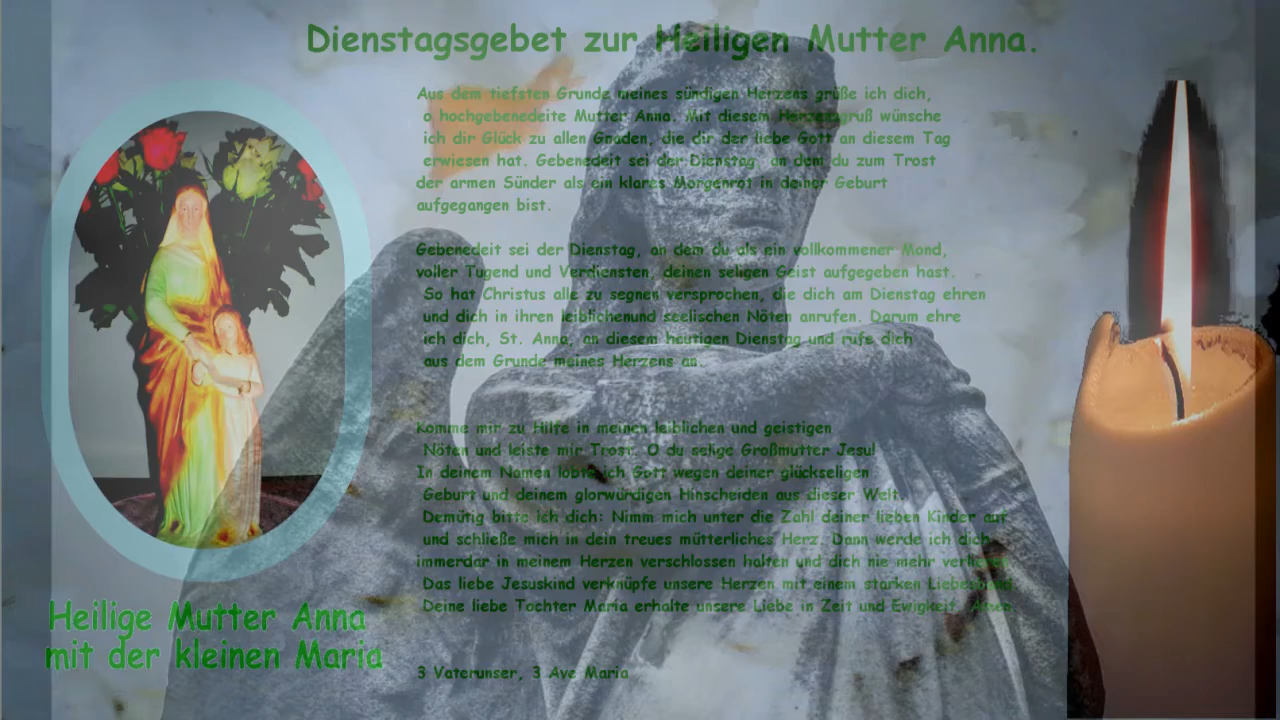 Dienstagsgebet zur Heiligen Mutter Anna.
Aus dem tiefsten Grunde meines sündigen Herzens grüße ich dich,
o hochgebenedeite Mutter Anna. Mit diesem Herzensgruß wünsche
ich dir Glück zu allen Gnaden, die dir der liebe Gott an diesem Tag
erwiesen hat. Gebenedeit sei der Dienstag, an dem du zum Trost
der armen Sünder als ein klares Morgenrot in deiner Geburt
aufgegangen bist.
Gebenedeit sei der Dienstag, an dem du als ein vollkommener Mond,
voller Tugend und Verdiensten, deinen seligen Geist aufgegeben hast.
So hat Christus alle zu segnen versprochen, die dich am Dienstag ehren
und dich in ihren leiblichenund seelischen Nöten anrufen. Darum ehre
ich dich, St. Anna, an diesem heutigen Dienstag und rufe dich
aus dem Grunde meines Herzens an.
Komme mir zu Hilfe in meinen leiblichen und geistigen
Nöten und leiste mir Trost. O du selige Großmutter Jesu!
In deinem Namen lobte ich Gott wegen deiner glückseligen
Geburt und deinem glorwürdigen Hinscheiden aus dieser Welt.
Demütig bitte ich dich: Nimm mich unter die Zahl deiner lieben Kinder auf
und schließe mich in dein treues mütterliches Herz. Dann werde ich dich
immerdar in meinem Herzen verschlossen halten und dich nie mehr verlieren.
Das liebe Jesuskind verknüpfe unsere Herzen mit einem starken Liebesband.
Deine liebe Tochter Maria erhalte unsere Liebe in Zeit und Ewigkeit. Amen.
3 Vaterunser, 3 Ave Maria
Heilige Mutter Anna
mit der kleinen Maria